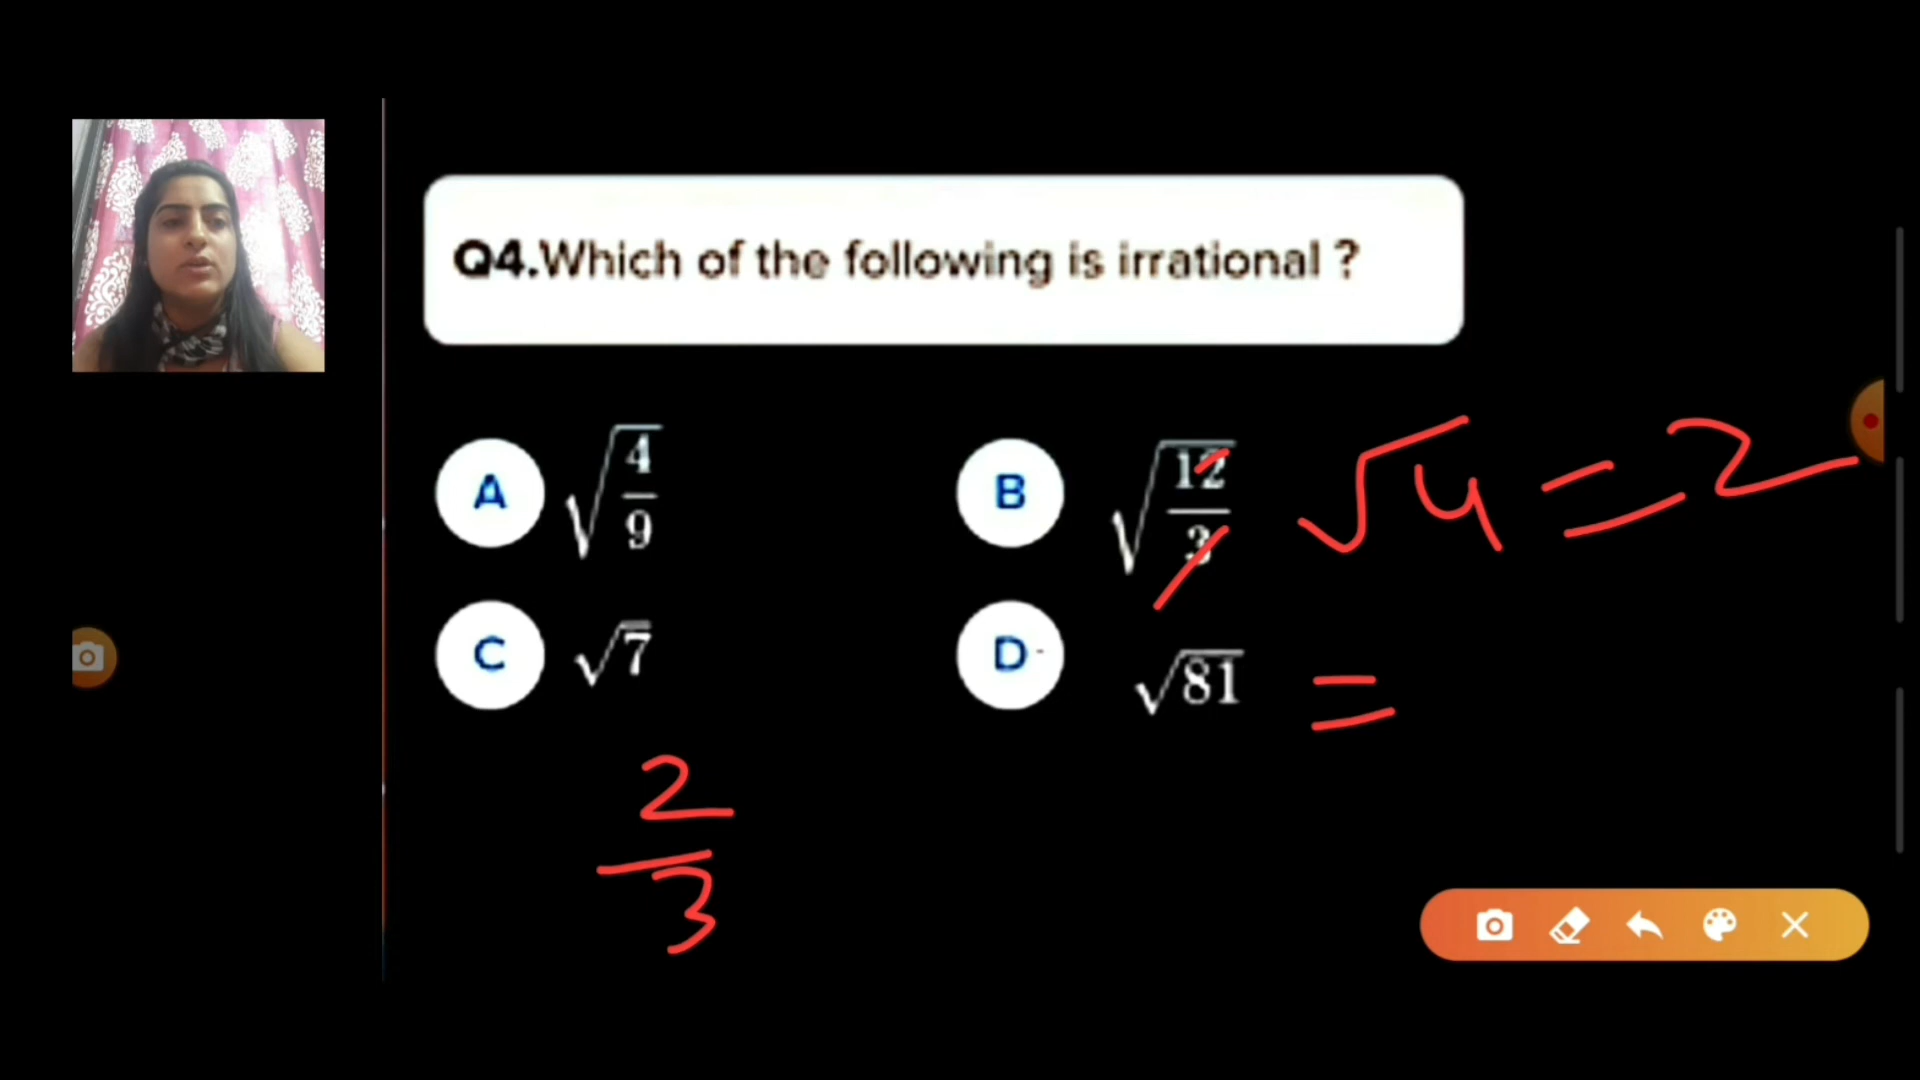 Q4.Which of the following is irrational ?
A √(4/9)
B √(12/3) √4 = 2
C √7
D - √81 =
2/3